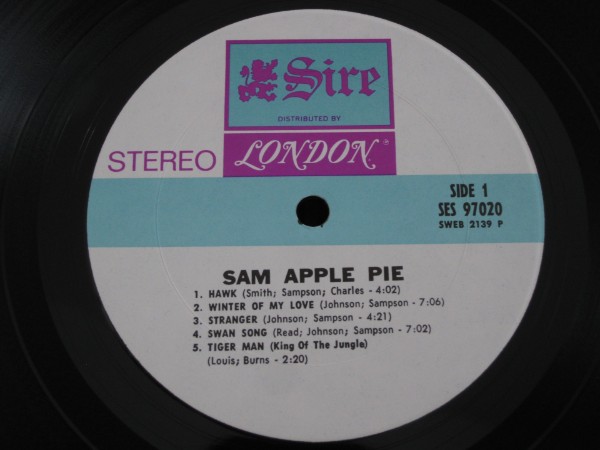 Sire
DISTRIBUTED BY
LONDON ®
STEREO
SIDE 1
SES 97020
SWEB 2139 P
SAM APPLE PIE
1. HAWK (Smith; Sampson; Charles - 4:02)
2. WINTER OF MY LOVE (Johnson; Sampson - 7:06)
3. STRANGER (Johnson; Sampson - 4:21)
4. SWAN SONG (Read; Johnson; Sampson - 7:02)
5. TIGER MAN (King Of The Jungle)
(Louis; Burns - 2:20)